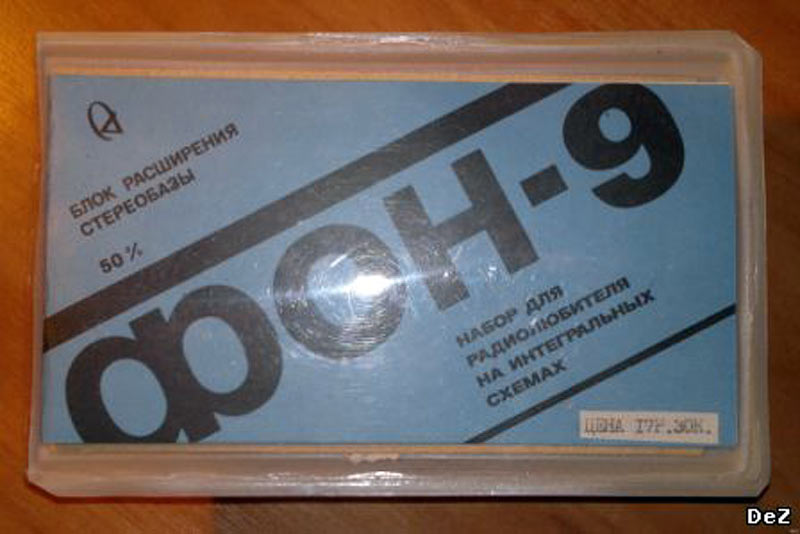 БЛОК РАСШИРЕНИЯ
СТЕРЕОБАЗЫ
50%
ФОН-9
НАБОР ДЛЯ
РАДИОЛЮБИТЕЛЯ
НА ИНТЕГРАЛЬНЫХ
СХЕМАХ
ЦЕНА 17Р.30К.
DeZ